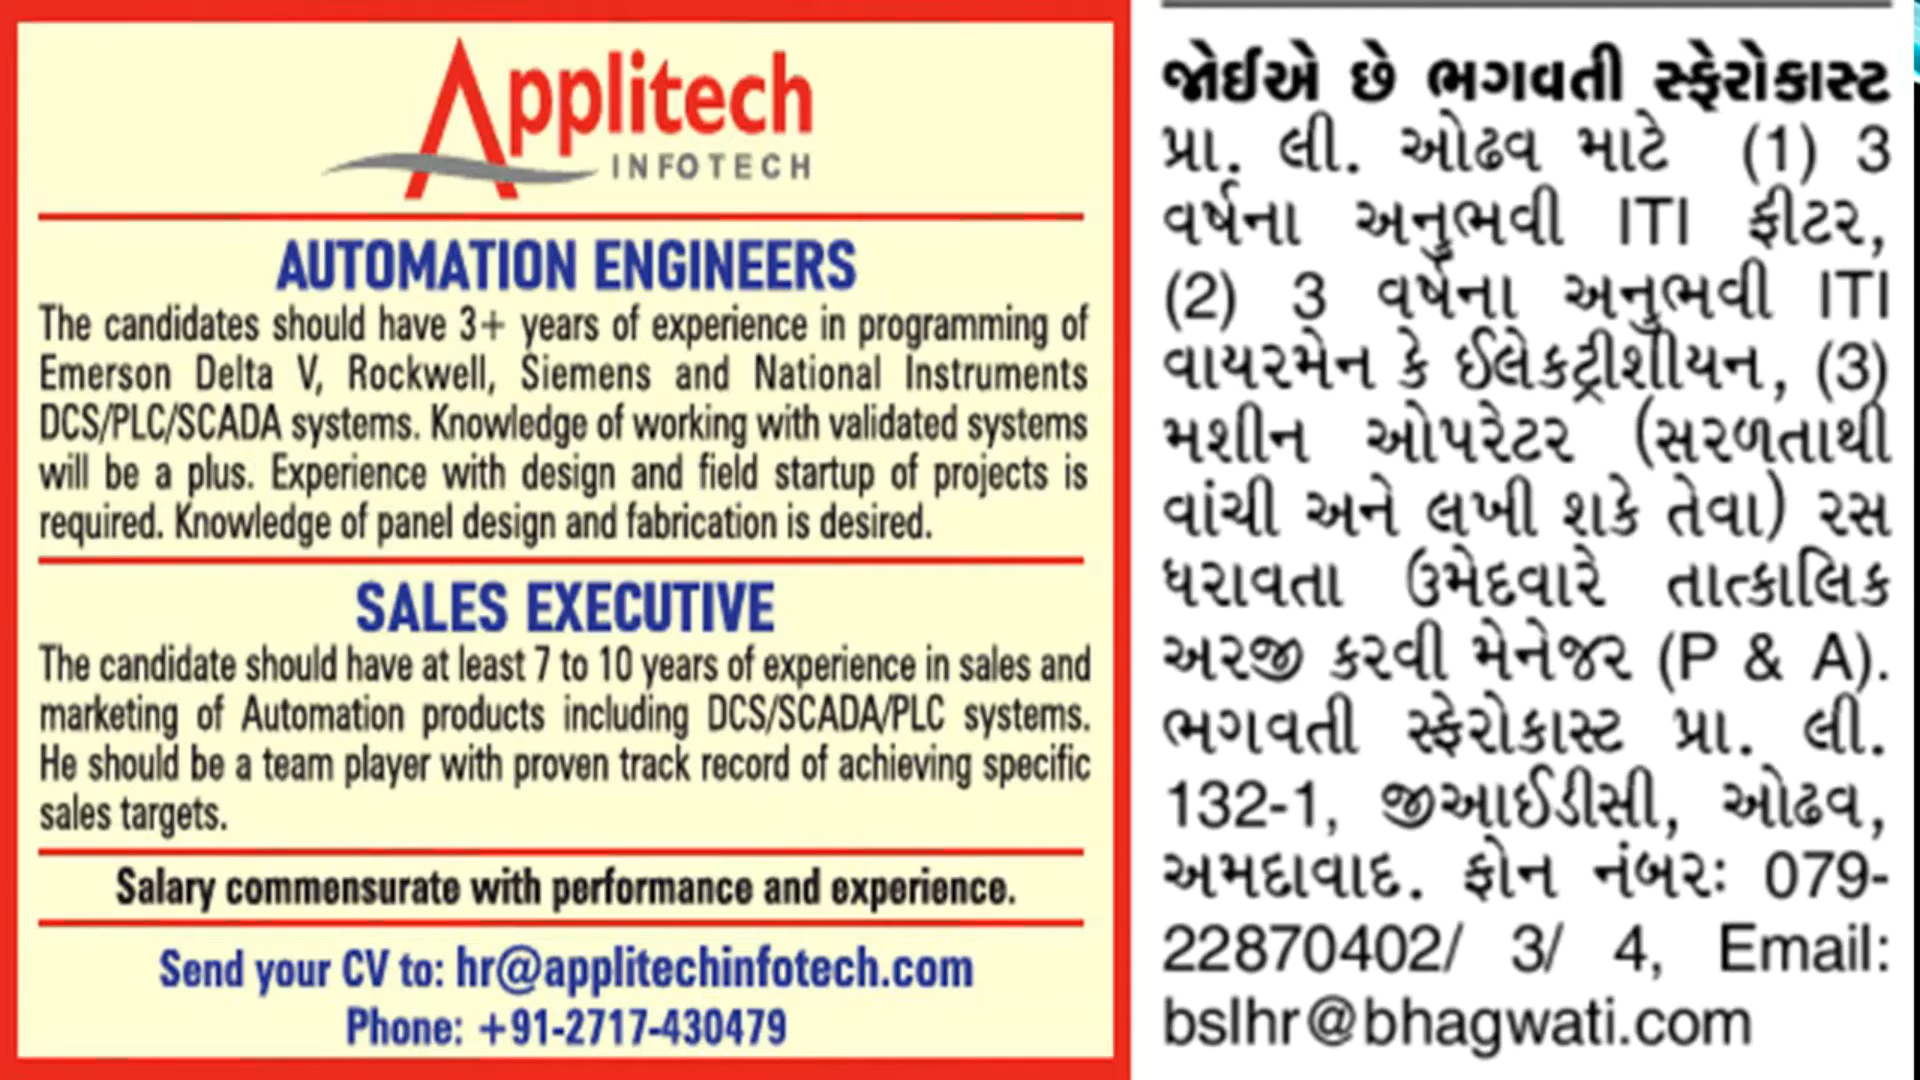 Applitech
INFOTECH
AUTOMATION ENGINEERS
The candidates should have 3+ years of experience in programming of
Emerson Delta V, Rockwell, Siemens and National Instruments
DCS/PLC/SCADA systems. Knowledge of working with validated systems
will be a plus. Experience with design and field startup of projects is
required. Knowledge of panel design and fabrication is desired.
SALES EXECUTIVE
The candidate should have at least 7 to 10 years of experience in sales and
marketing of Automation products including DCS/SCADA/PLC systems.
He should be a team player with proven track record of achieving specific
sales targets.
Salary commensurate with performance and experience.
Send your CV to: hr@applitechinfotech.com
Phone: +91-2717-430479
જોઈએ છે ભગવતી સ્ફેરોકાસ્ટ
પ્રા. લી. ઓઢવ માટે (1) 3
વર્ષના અનુભવી ITI ફીટર,
(2) 3 વર્ષના અનુભવી ITI
વાયરમેન કે ઈલેક્ટ્રીશીયન, (3)
મશીન ઓપરેટર (સરળતાથી
વાંચી અને લખી શકે તેવા) રસ
ધરાવતા ઉમેદવારે તાત્કાલિક
અરજી કરવી મેનેજર (P & A).
ભગવતી સ્ફેરોકાસ્ટ પ્રા. લી.
132-1, જીઆઈડીસી, ઓઢવ,
અમદાવાદ. ફોન નંબરઃ 079-
22870402/ 3/ 4, Email:
bslhr@bhagwati.com